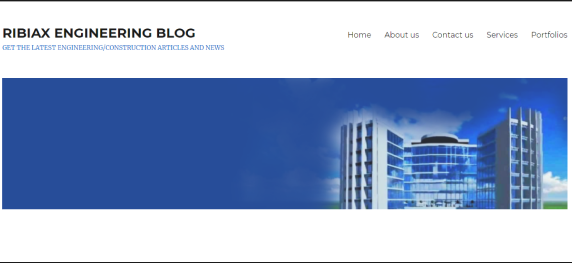 RIBIAX ENGINEERING BLOG
GET THE LATEST ENGINEERING/CONSTRUCTION ARTICLES AND NEWS
Home About us Contact us Services Portfolios